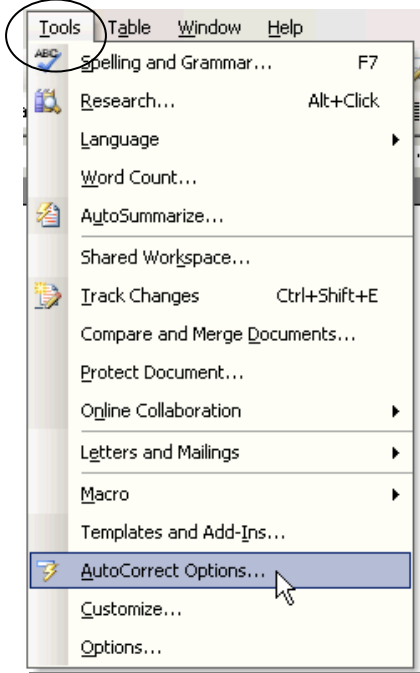 Tools Table Window Help
ABC Spelling and Grammar... F7
Research... Alt+Click
Language
Word Count...
AutoSummarize...
Shared Workspace...
Track Changes Ctrl+Shift+E
Compare and Merge Documents...
Protect Document...
Online Collaboration
Letters and Mailings
Macro
Templates and Add-Ins...
AutoCorrect Options...
Customize...
Options...